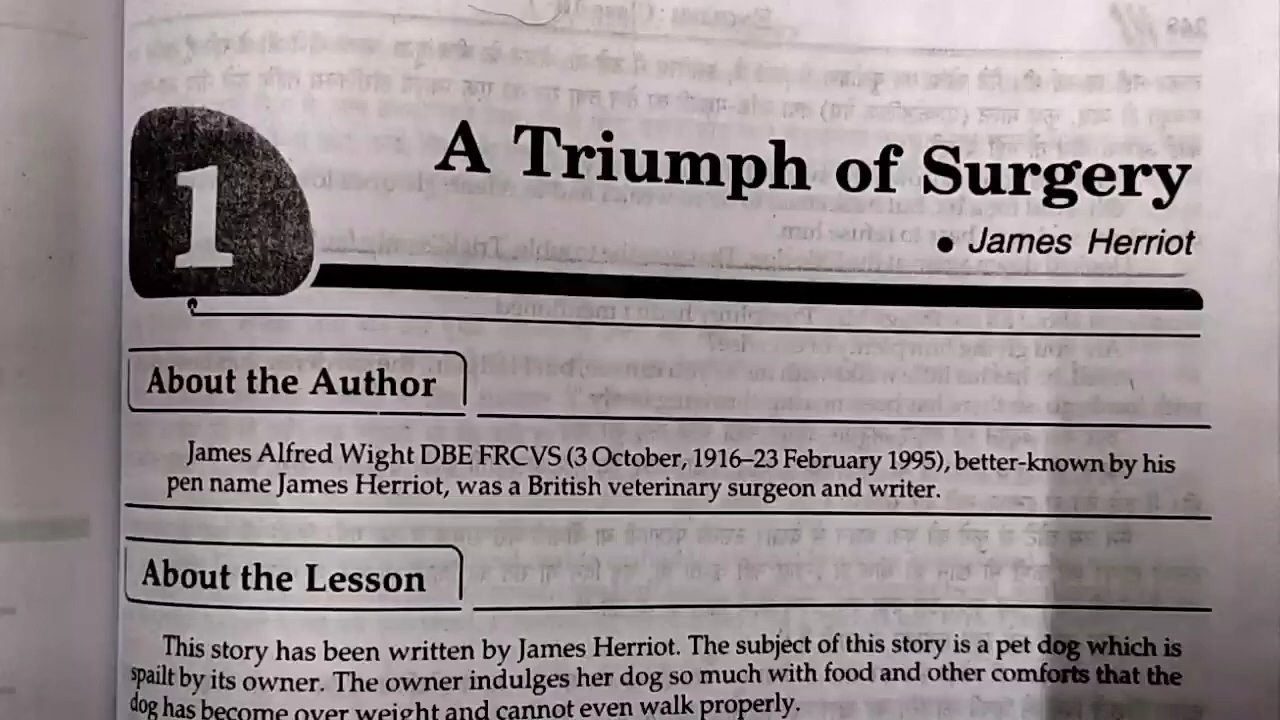 1
A Triumph of Surgery
• James Herriot
About the Author
James Alfred Wight DBE FRCVS (3 October, 1916–23 February 1995), better-known by his
pen name James Herriot, was a British veterinary surgeon and writer.
About the Lesson
This story has been written by James Herriot. The subject of this story is a pet dog which is
spailt by its owner. The owner indulges her dog so much with food and other comforts that the
dog has become over weight and cannot even walk properly.